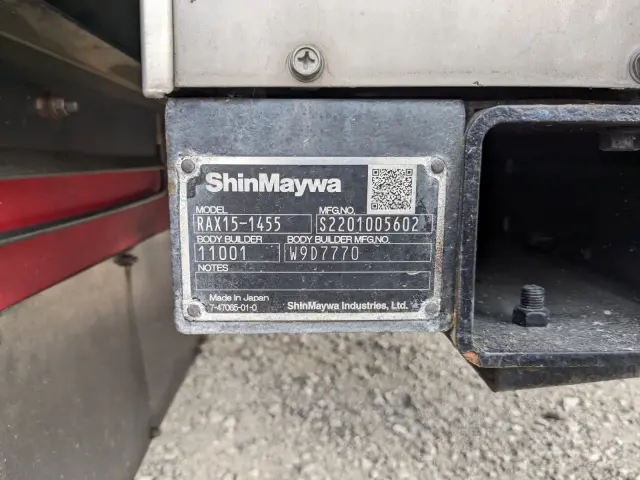 ShinMaywa
MODEL MFG.NO.
RAX15-1455 S2201005602
BODY BUILDER BODY BUILDER MFG.NO.
11001 W9D7770
NOTES
Made in Japan
7-47065-01-0 ShinMaywa Industries, Ltd.